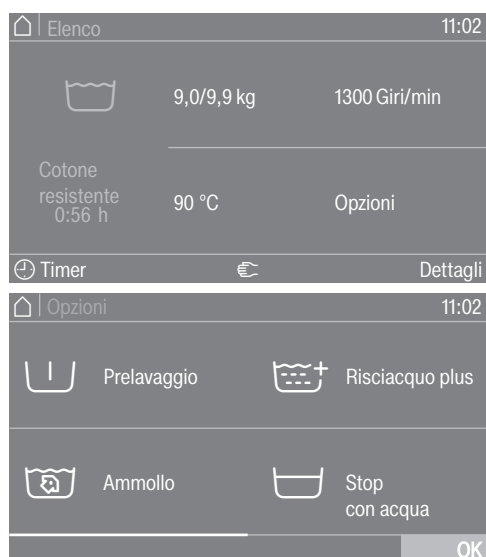 Elenco 11:02
9,0/9,9 kg 1300 Giri/min
Cotone
resistente
0:56 h
90 °C Opzioni
Timer Dettagli
Opzioni 11:02
Prelavaggio Risciacquo plus
Ammollo Stop
con acqua
OK